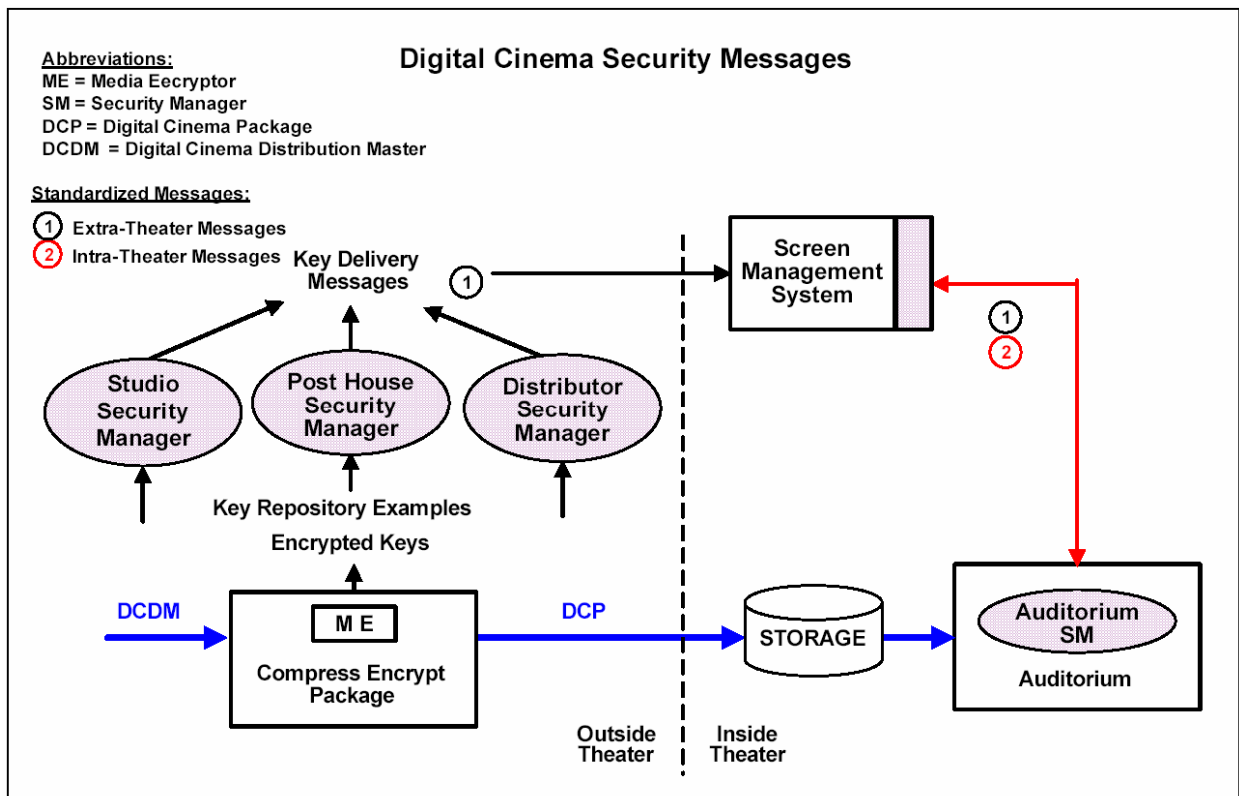 Digital Cinema Security Messages
Abbreviations:
ME = Media Eecryptor
SM = Security Manager
DCP = Digital Cinema Package
DCDM = Digital Cinema Distribution Master
Standardized Messages:
1 Extra-Theater Messages
2 Intra-Theater Messages
Key Delivery
Messages
1
Screen
Management
System
1
2
Studio
Security
Manager
Post House
Security
Manager
Distributor
Security
Manager
Key Repository Examples
Encrypted Keys
DCDM
M E
Compress Encrypt
Package
DCP
STORAGE
Auditorium
SM
Auditorium
Outside
Theater
Inside
Theater